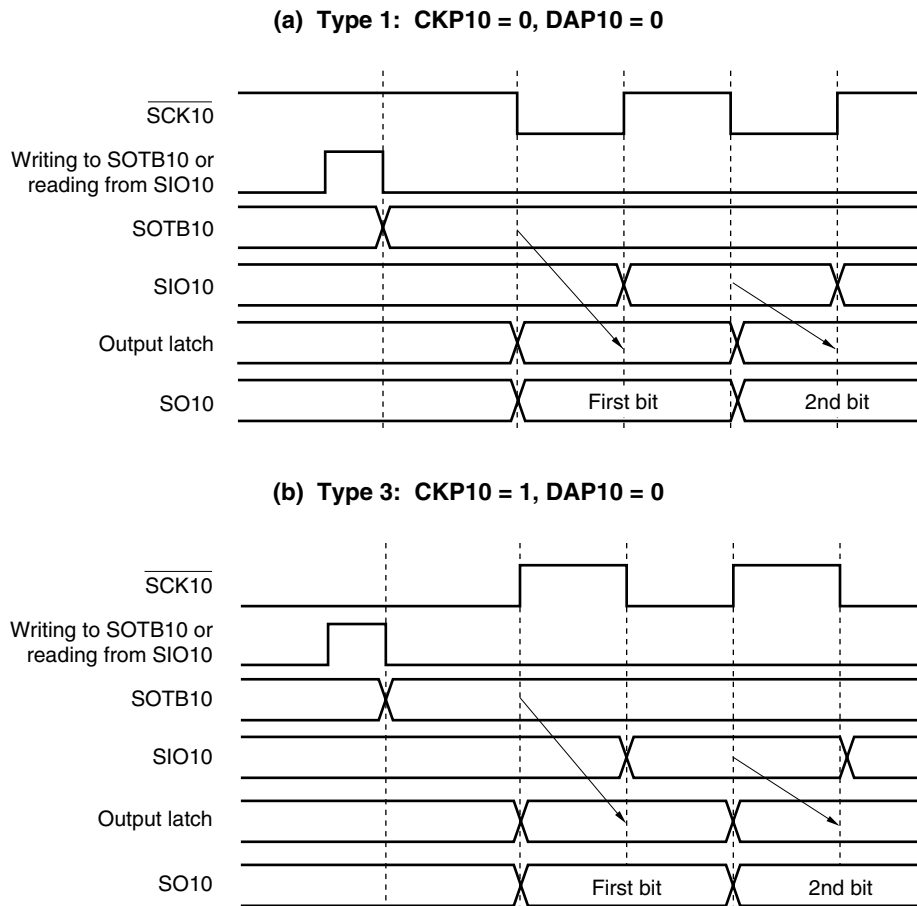 (a) Type 1: CKP10 = 0, DAP10 = 0
SCK10
Writing to SOTB10 or
reading from SIO10
SOTB10
SIO10
Output latch
SO10
First bit
2nd bit
(b) Type 3: CKP10 = 1, DAP10 = 0
SCK10
Writing to SOTB10 or
reading from SIO10
SOTB10
SIO10
Output latch
SO10
First bit
2nd bit